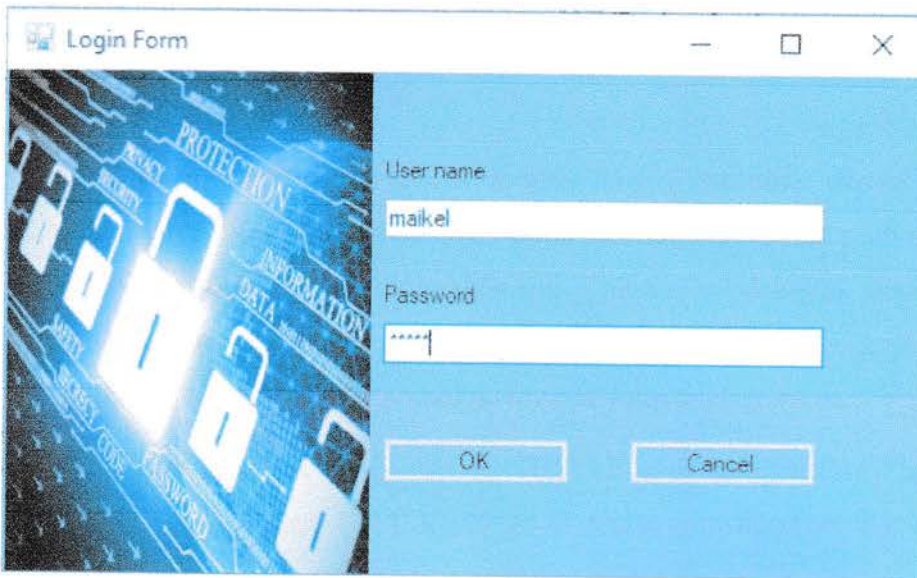 Login Form
User name
maikel
Password
*****
OK
Cancel
PROTECTION
PRIVACY
SECURITY
INFORMATION
DATA
SAFETY
SECRECY
CODE
PASSWORD